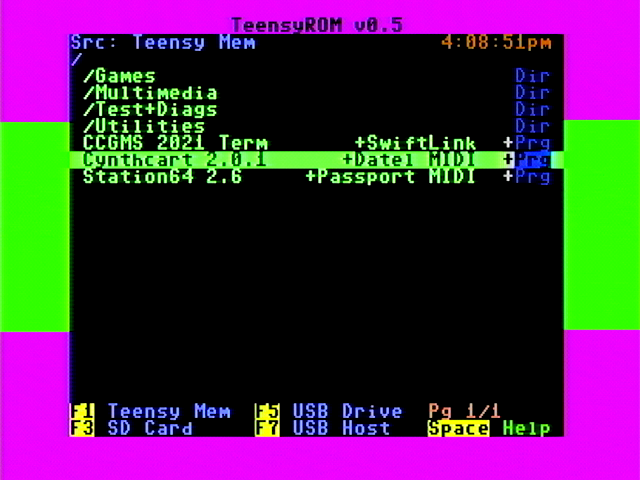 TeensyROM v0.5
Src: Teensy Mem 4:08:51pm
/
/Games Dir
/Multimedia Dir
/Test+Diags Dir
/Utilities Dir
CCGMS 2021 Term +SwiftLink +Prg
Cynthcart 2.0.1 +Datel MIDI +Prg
Station64 2.6 +Passport MIDI +Prg
F1 Teensy Mem F5 USB Drive Pg 1/1
F3 SD Card F7 USB Host Space Help